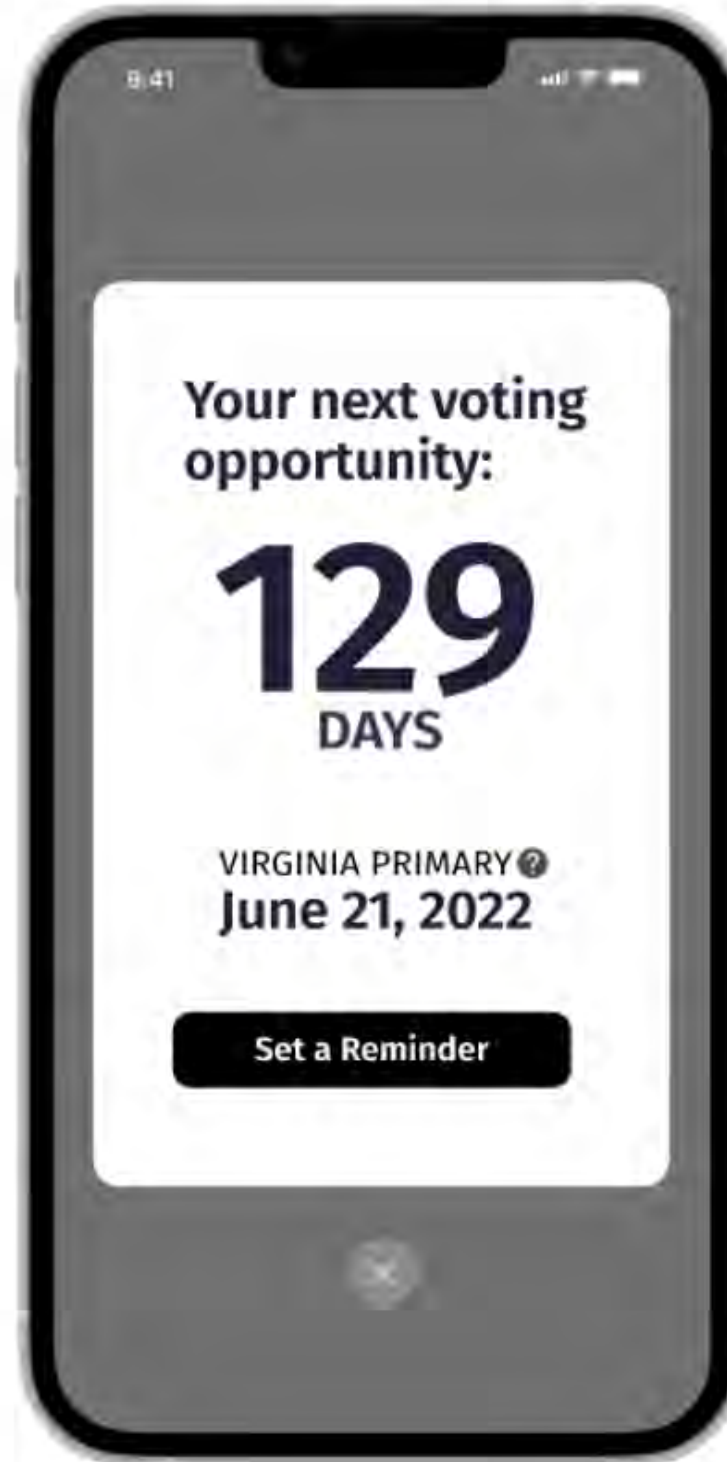 9:41
Your next voting
opportunity:
129
DAYS
VIRGINIA PRIMARY ?
June 21, 2022
Set a Reminder